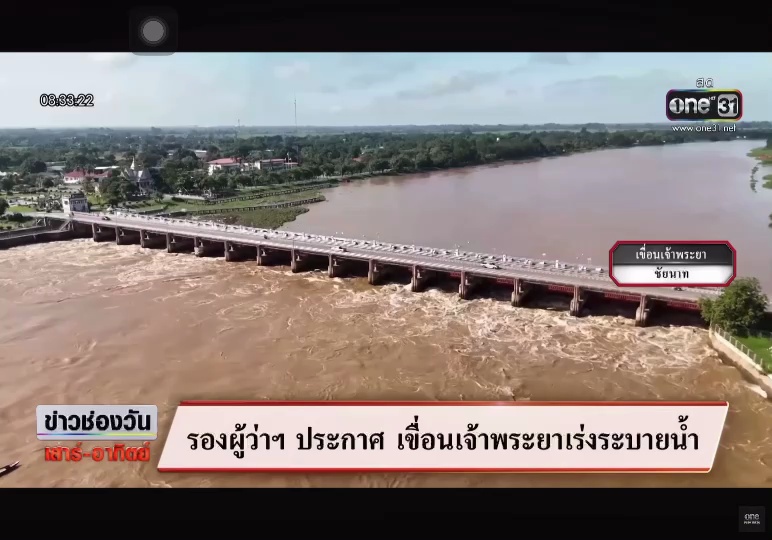 08:33:22
สด
one 31
www.one31.net
เขื่อนเจ้าพระยา
ชัยนาท
ข่าวช่องวัน
เสาร์-อาทิตย์
รองผู้ว่าฯ ประกาศ เขื่อนเจ้าพระยาเร่งระบายน้ำ
one